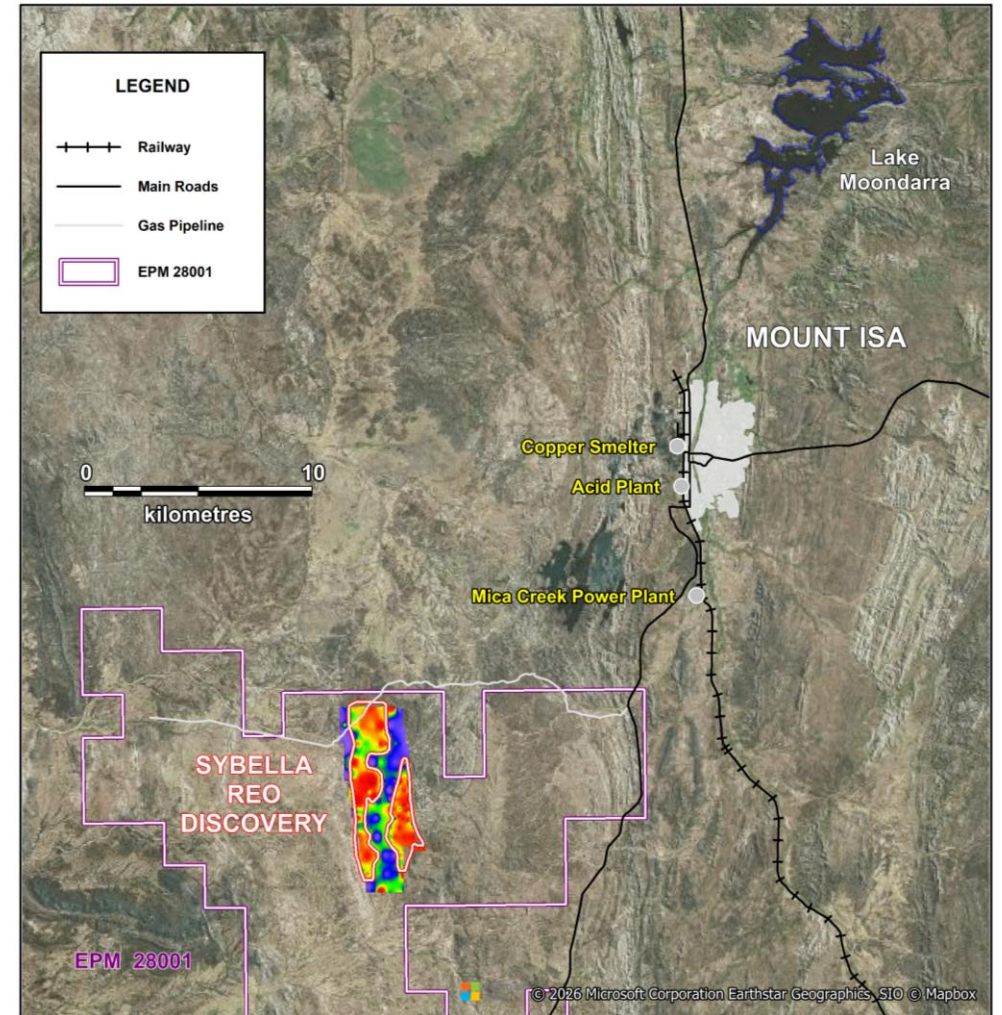 LEGEND
Railway
Main Roads
Gas Pipeline
EPM 28001
Lake
Moondarra
MOUNT ISA
Copper Smelter
0 10
kilometres
Acid Plant
Mica Creek Power Plant
SYBELLA
REO
DISCOVERY
EPM 28001
© 2026 Microsoft Corporation Earthstar Geographics SIO © Mapbox